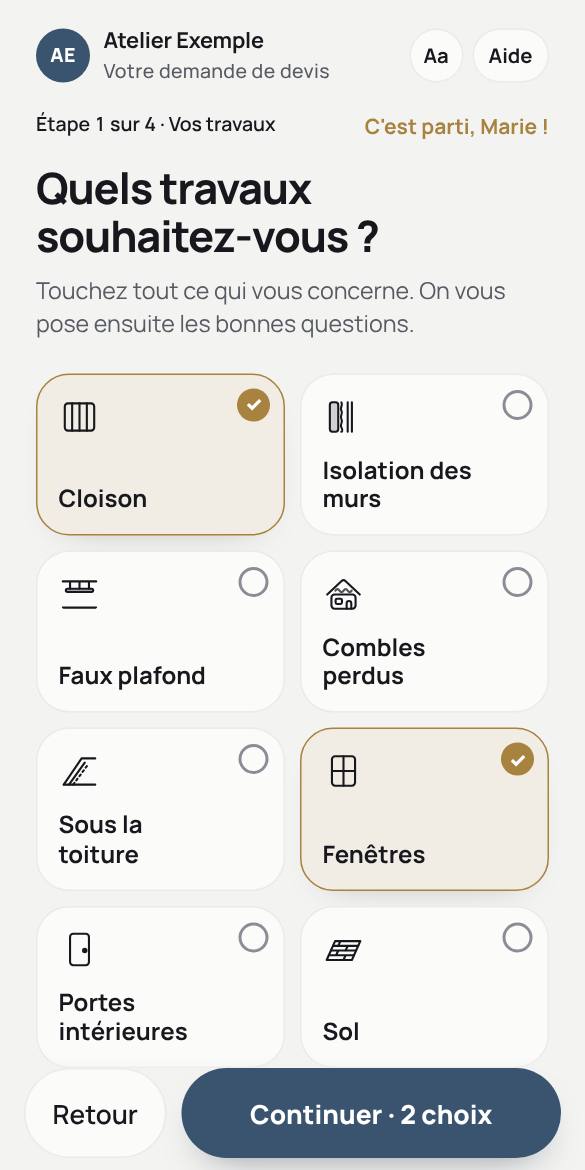 AE
Atelier Exemple
Votre demande de devis
Aa
Aide
Étape 1 sur 4 · Vos travaux
C'est parti, Marie !
Quels travaux
souhaitez-vous ?
Touchez tout ce qui vous concerne. On vous
pose ensuite les bonnes questions.
Cloison
Isolation des
murs
Faux plafond
Combles
perdus
Sous la
toiture
Fenêtres
Portes
intérieures
Sol
Retour
Continuer · 2 choix